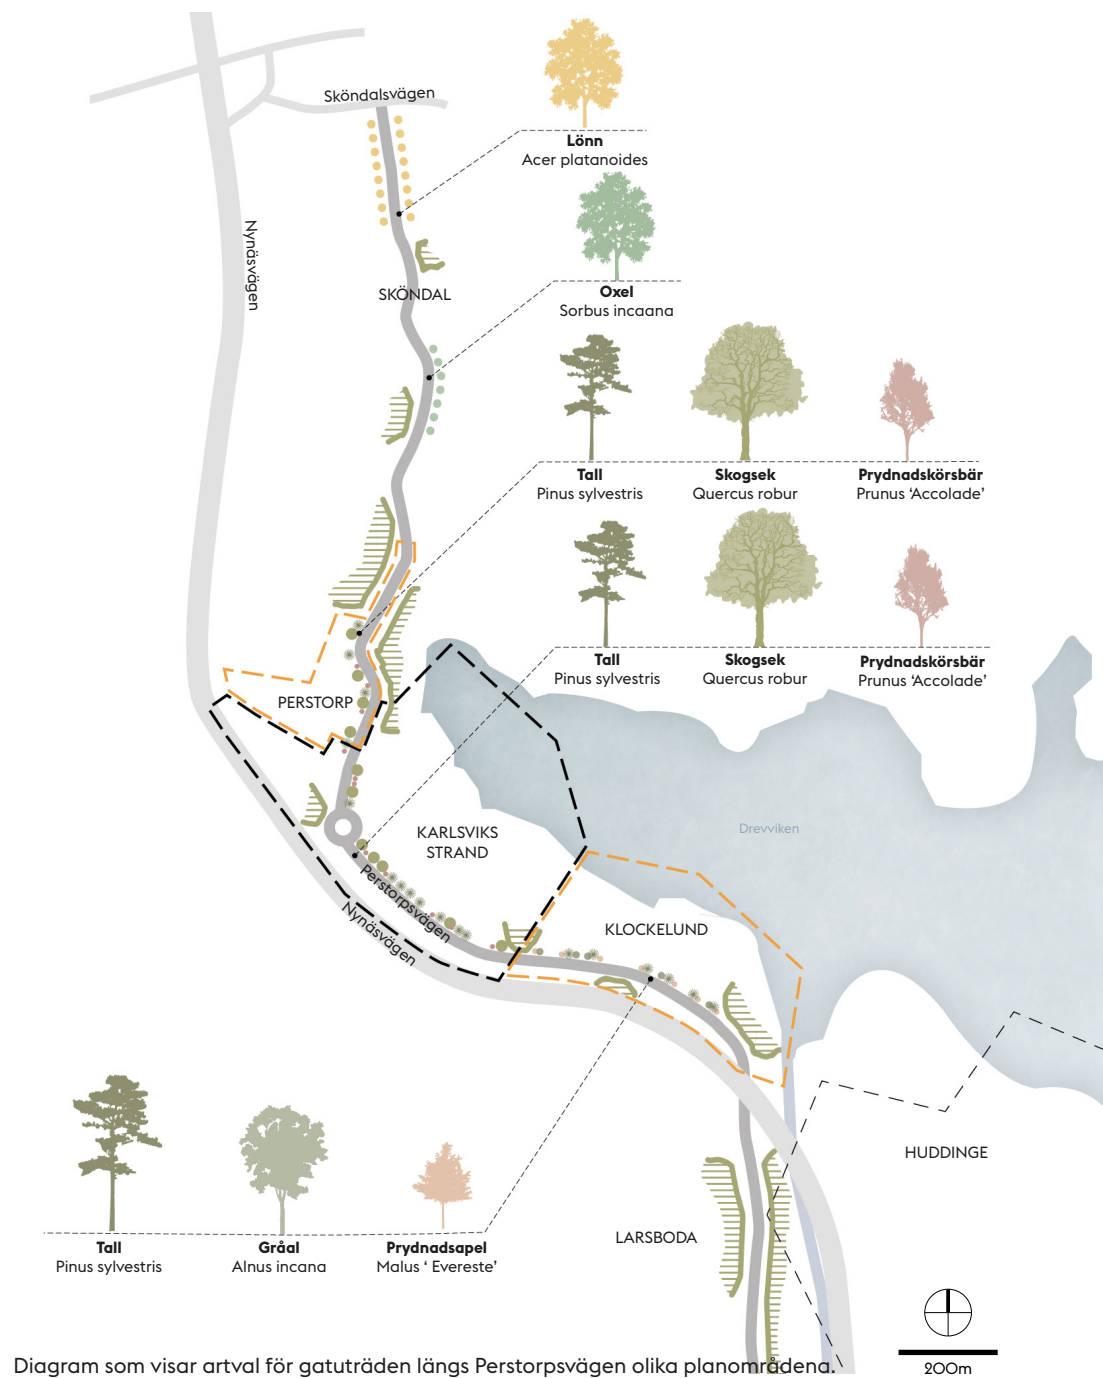 Sköndalsvägen
Lönn
Acer platanoides
Nynäsvägen
SKÖNDAL
Oxel
Sorbus incaana
Tall
Pinus sylvestris
Skogsek
Quercus robur
Prydnadskörsbär
Prunus ‘Accolade’
Tall
Pinus sylvestris
Skogsek
Quercus robur
Prydnadskörsbär
Prunus ‘Accolade’
PERSTORP
KARLSVIKS
STRAND
Drevviken
Perstorpsvägen
Nynäsvägen
KLOCKELUND
HUDDINGE
LARSBODA
Tall
Pinus sylvestris
Gråal
Alnus incana
Prydnadsapel
Malus ‘ Evereste’
200m
Diagram som visar artval för gatuträden längs Perstorpsvägen olika planområdena.